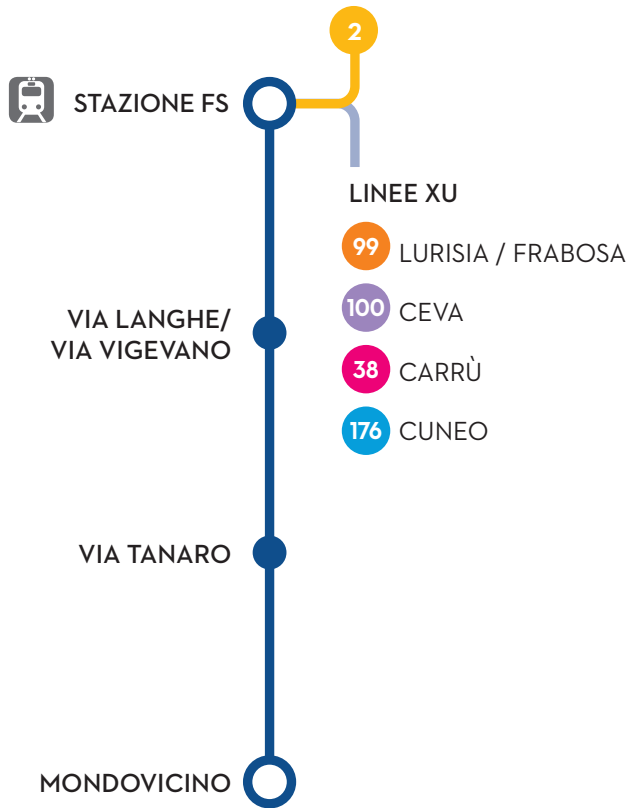 2
STAZIONE FS
LINEE XU
99 LURISIA / FRABOSA
100 CEVA
38 CARRÙ
176 CUNEO
VIA LANGHE/
VIA VIGEVANO
VIA TANARO
MONDOVICINO